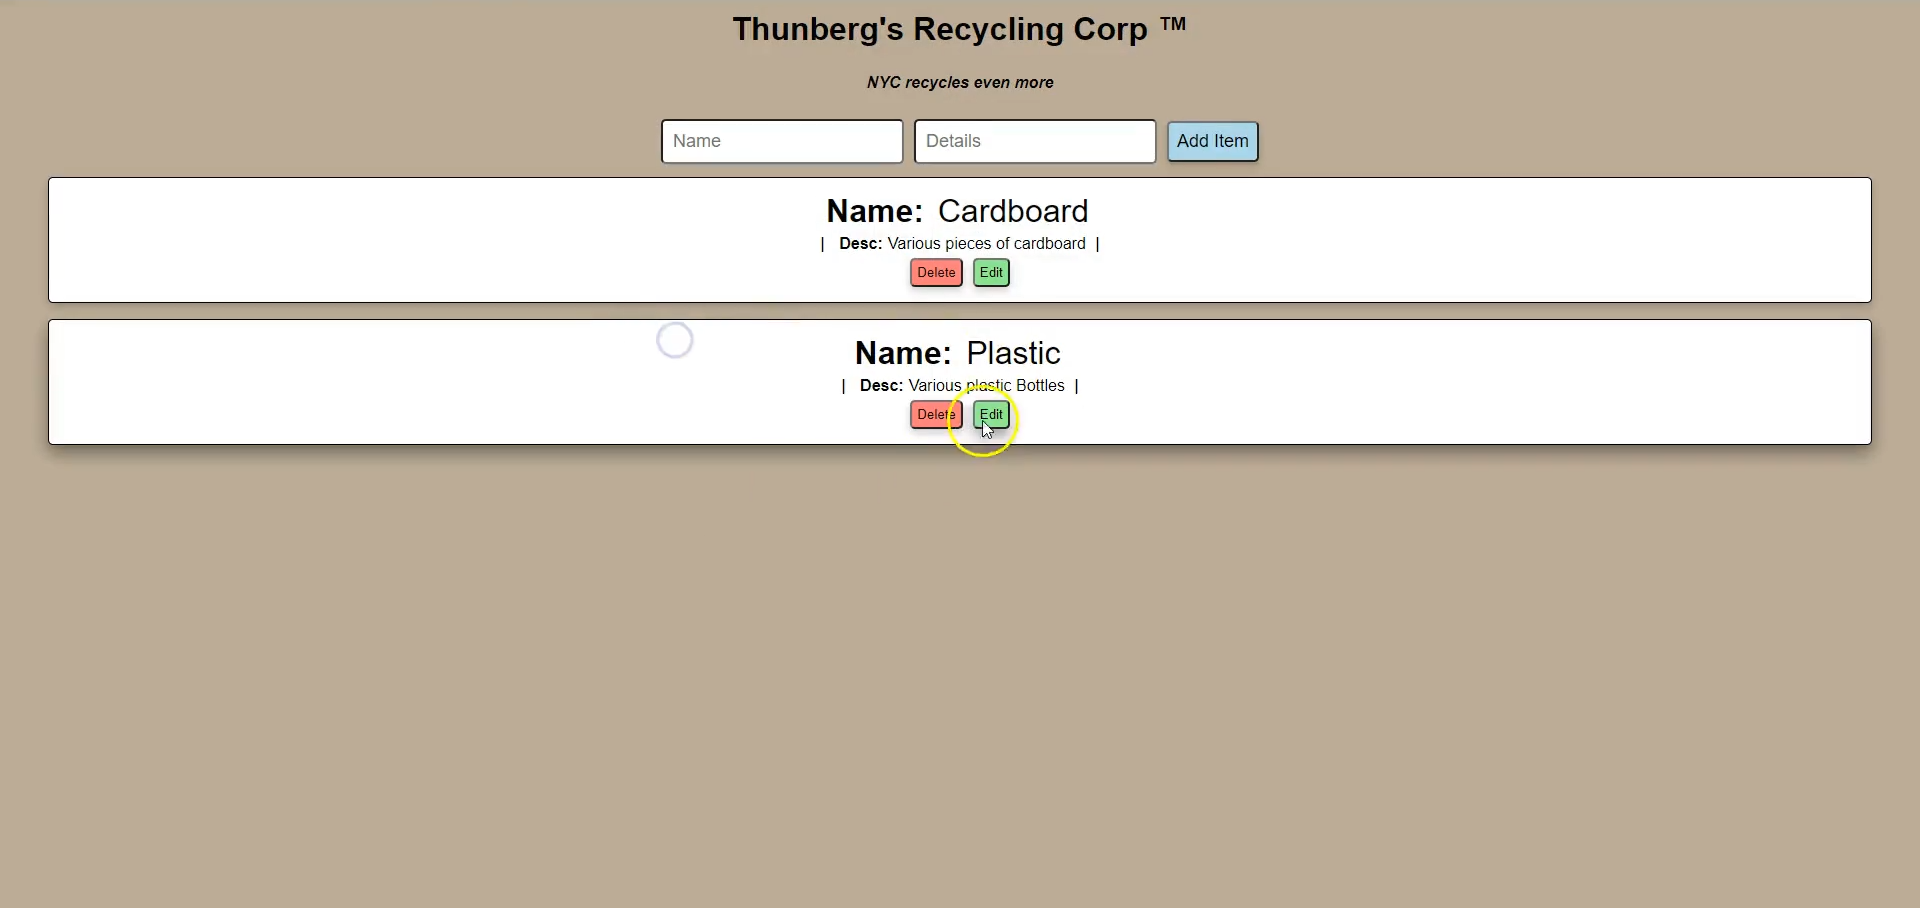 Thunberg's Recycling Corp ™
NYC recycles even more
Name Details Add Item
Name: Cardboard
| Desc: Various pieces of cardboard |
Delete Edit
Name: Plastic
| Desc: Various plastic Bottles |
Delete Edit